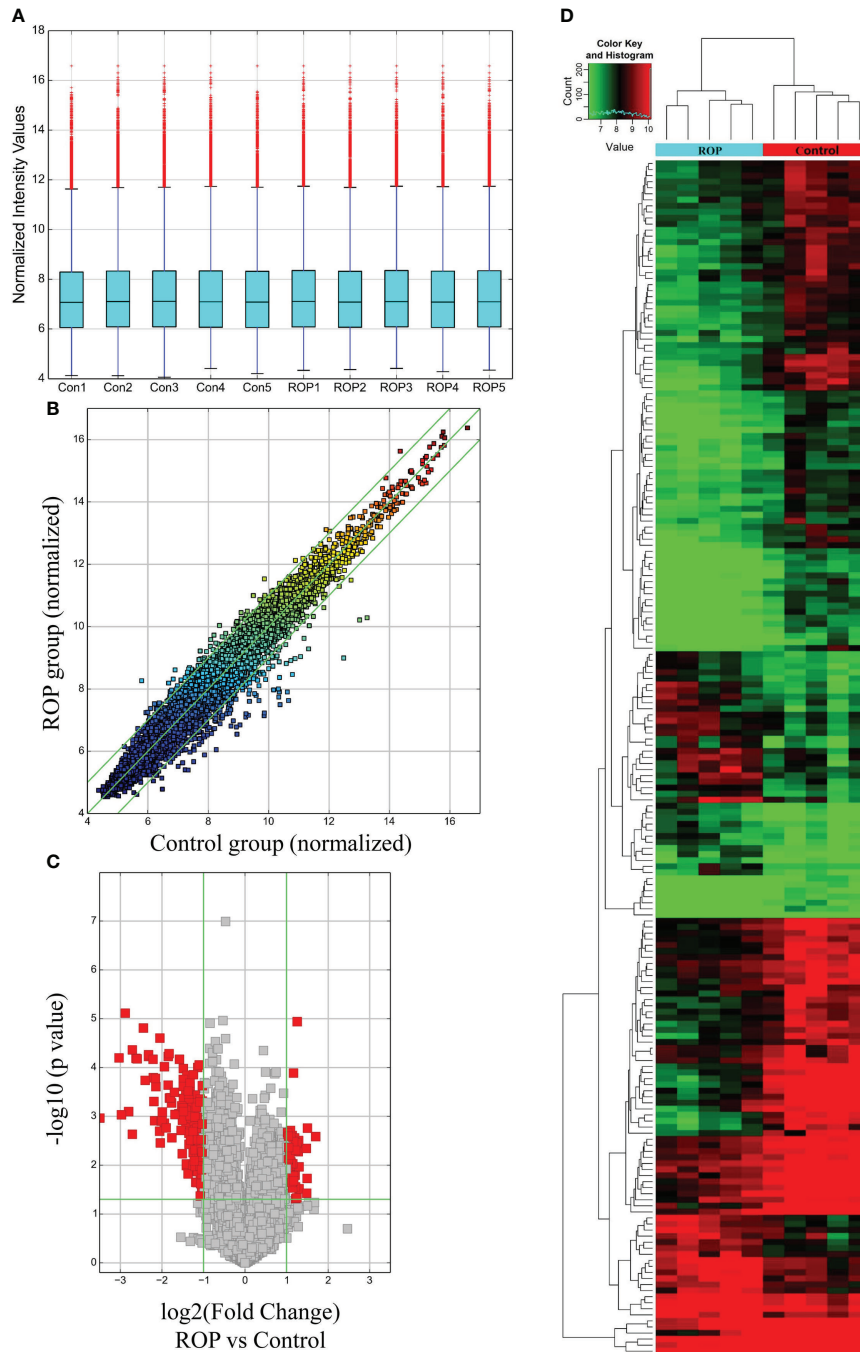 A
Normalized Intensity Values
18
16
14
12
10
8
6
4
Con1 Con2 Con3 Con4 Con5 ROP1 ROP2 ROP3 ROP4 ROP5
B
ROP group (normalized)
16
14
12
10
8
6
4
4 6 8 10 12 14 16
Control group (normalized)
C
-log10 (p value)
7
6
5
4
3
2
1
0
−3 −2 −1 0 1 2 3
log2(Fold Change)
ROP vs Control
D
Color Key
and Histogram
Count
0 100 200
7 8 9 10
Value
ROP Control